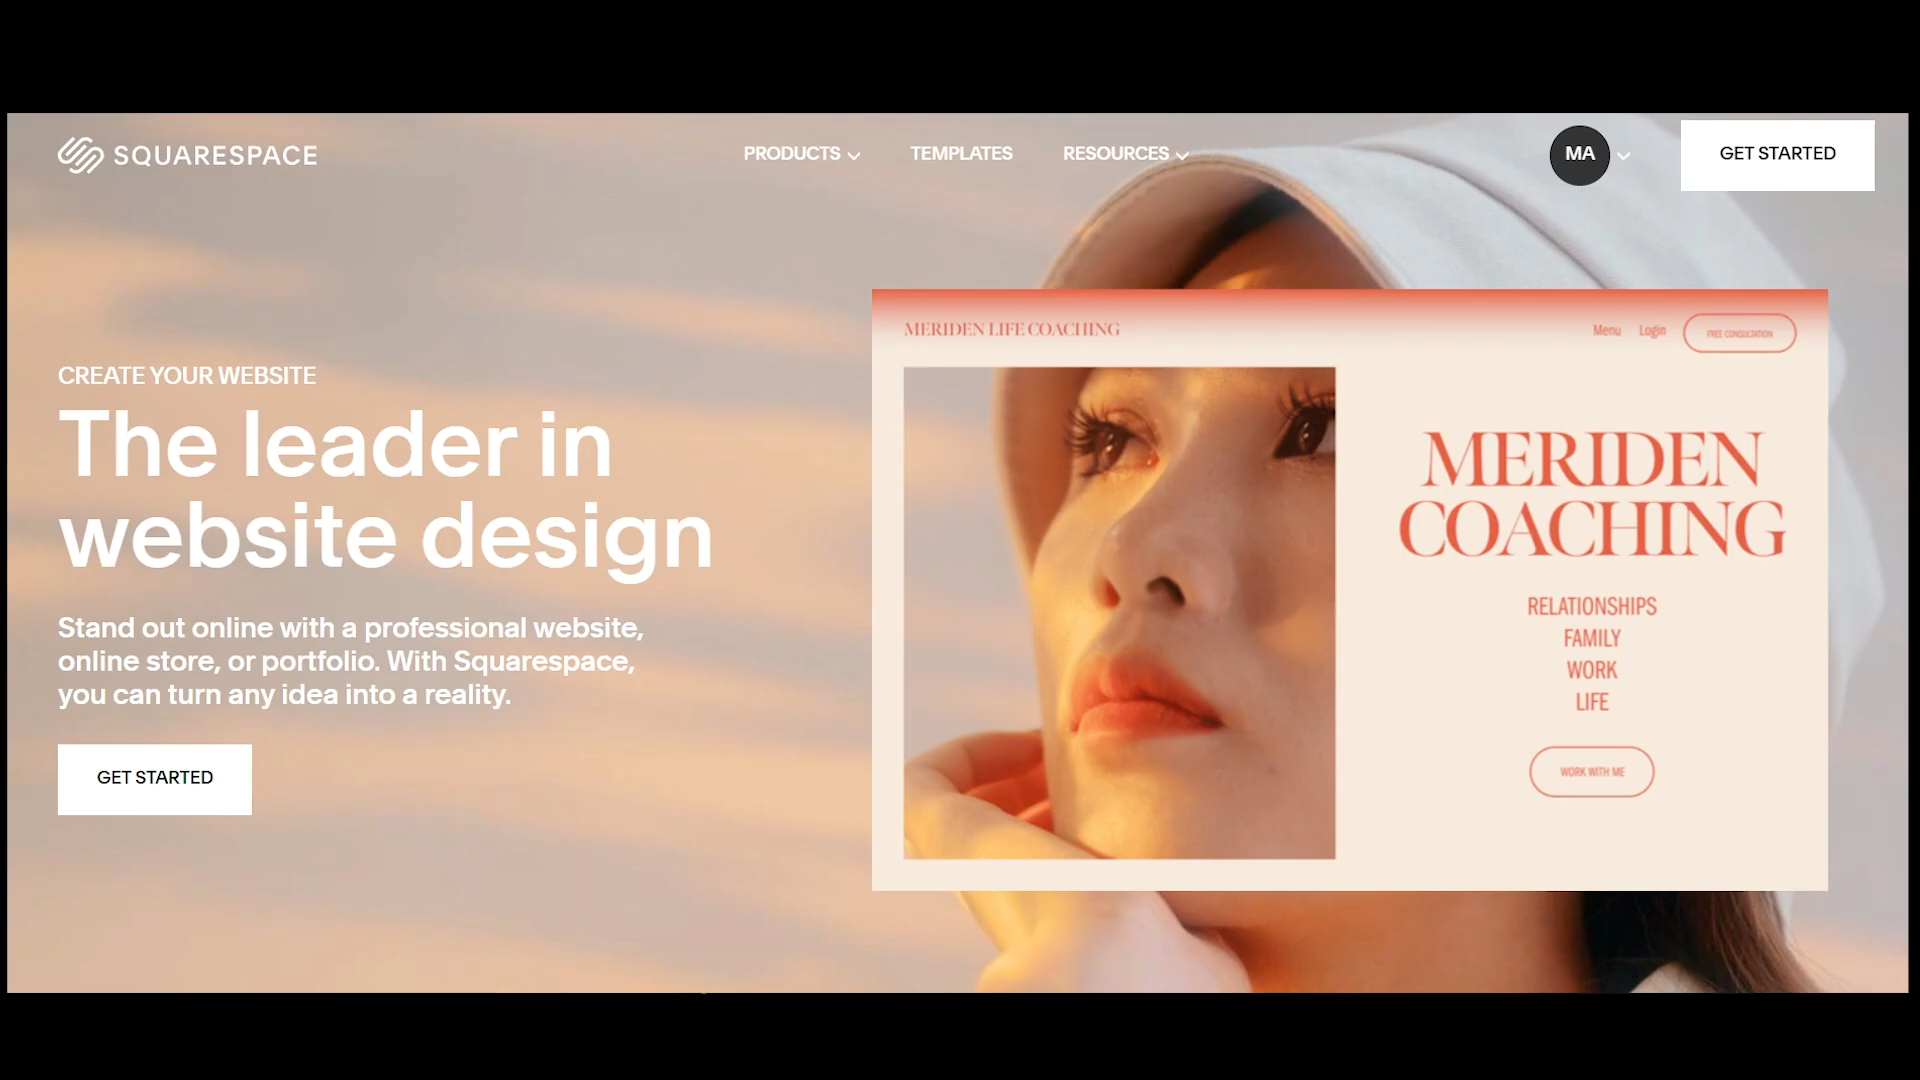 SQUARESPACE
PRODUCTS
TEMPLATES
RESOURCES
MA
GET STARTED
CREATE YOUR WEBSITE
The leader in
website design
Stand out online with a professional website,
online store, or portfolio. With Squarespace,
you can turn any idea into a reality.
GET STARTED
MERIDEN LIFE COACHING
Menu
Login
FREE CONSULTATION
MERIDEN
COACHING
RELATIONSHIPS
FAMILY
WORK
LIFE
WORK WITH ME